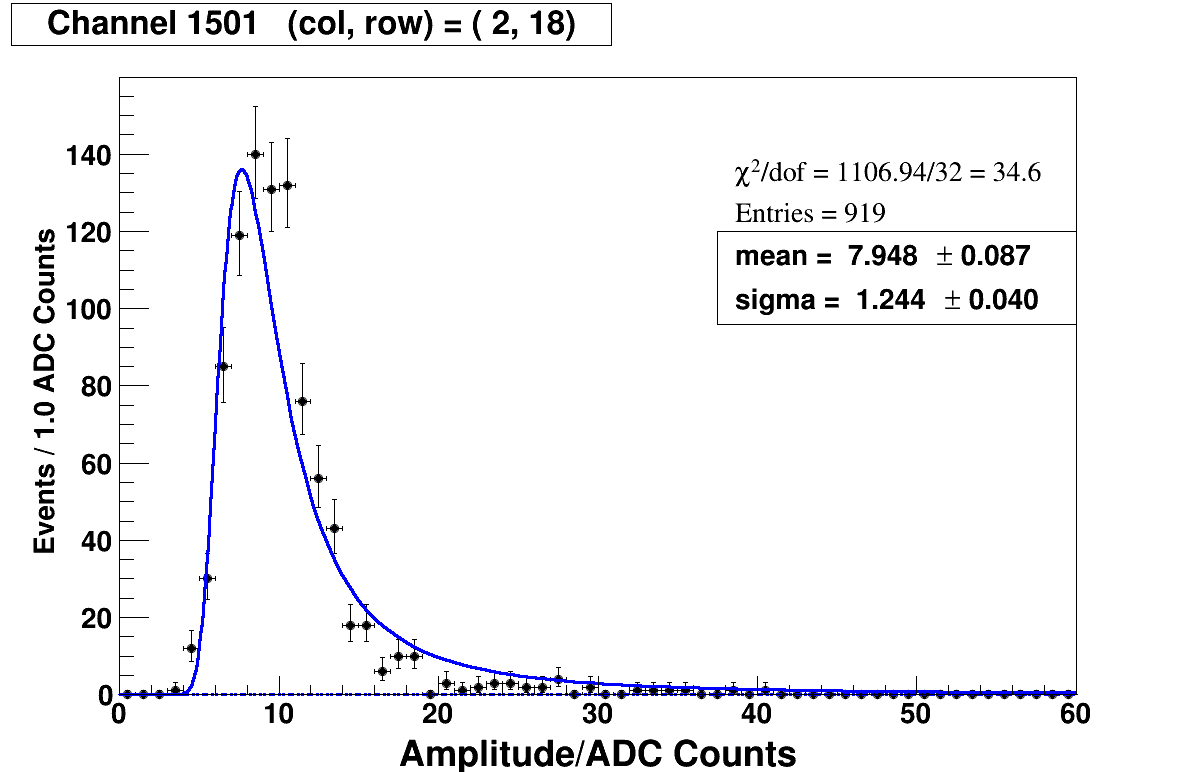 Channel 1501 (col, row) = ( 2, 18)
χ²/dof = 1106.94/32 = 34.6
Entries = 919
mean = 7.948 ± 0.087
sigma = 1.244 ± 0.040
Events / 1.0 ADC Counts
140
120
100
80
60
40
20
0
0 10 20 30 40 50 60
Amplitude/ADC Counts